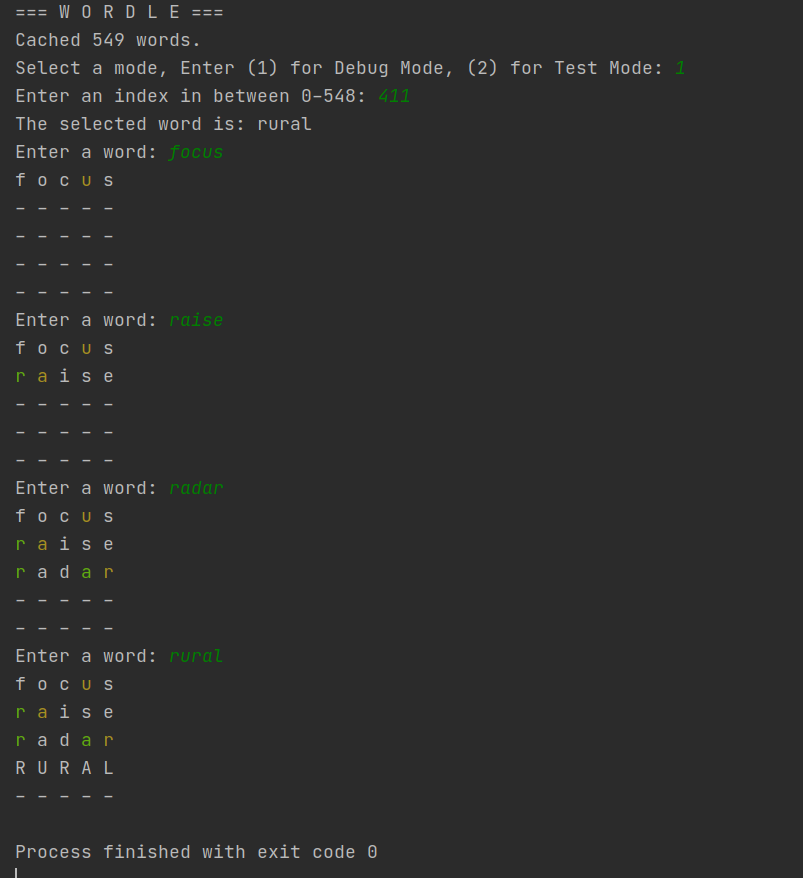 === W O R D L E ===
Cached 549 words.
Select a mode, Enter (1) for Debug Mode, (2) for Test Mode: 1
Enter an index in between 0-548: 411
The selected word is: rural
Enter a word: focus
f o c u s
- - - - -
- - - - -
- - - - -
- - - - -
Enter a word: raise
f o c u s
r a i s e
- - - - -
- - - - -
- - - - -
Enter a word: radar
f o c u s
r a i s e
r a d a r
- - - - -
- - - - -
Enter a word: rural
f o c u s
r a i s e
r a d a r
R U R A L
- - - - -
Process finished with exit code 0